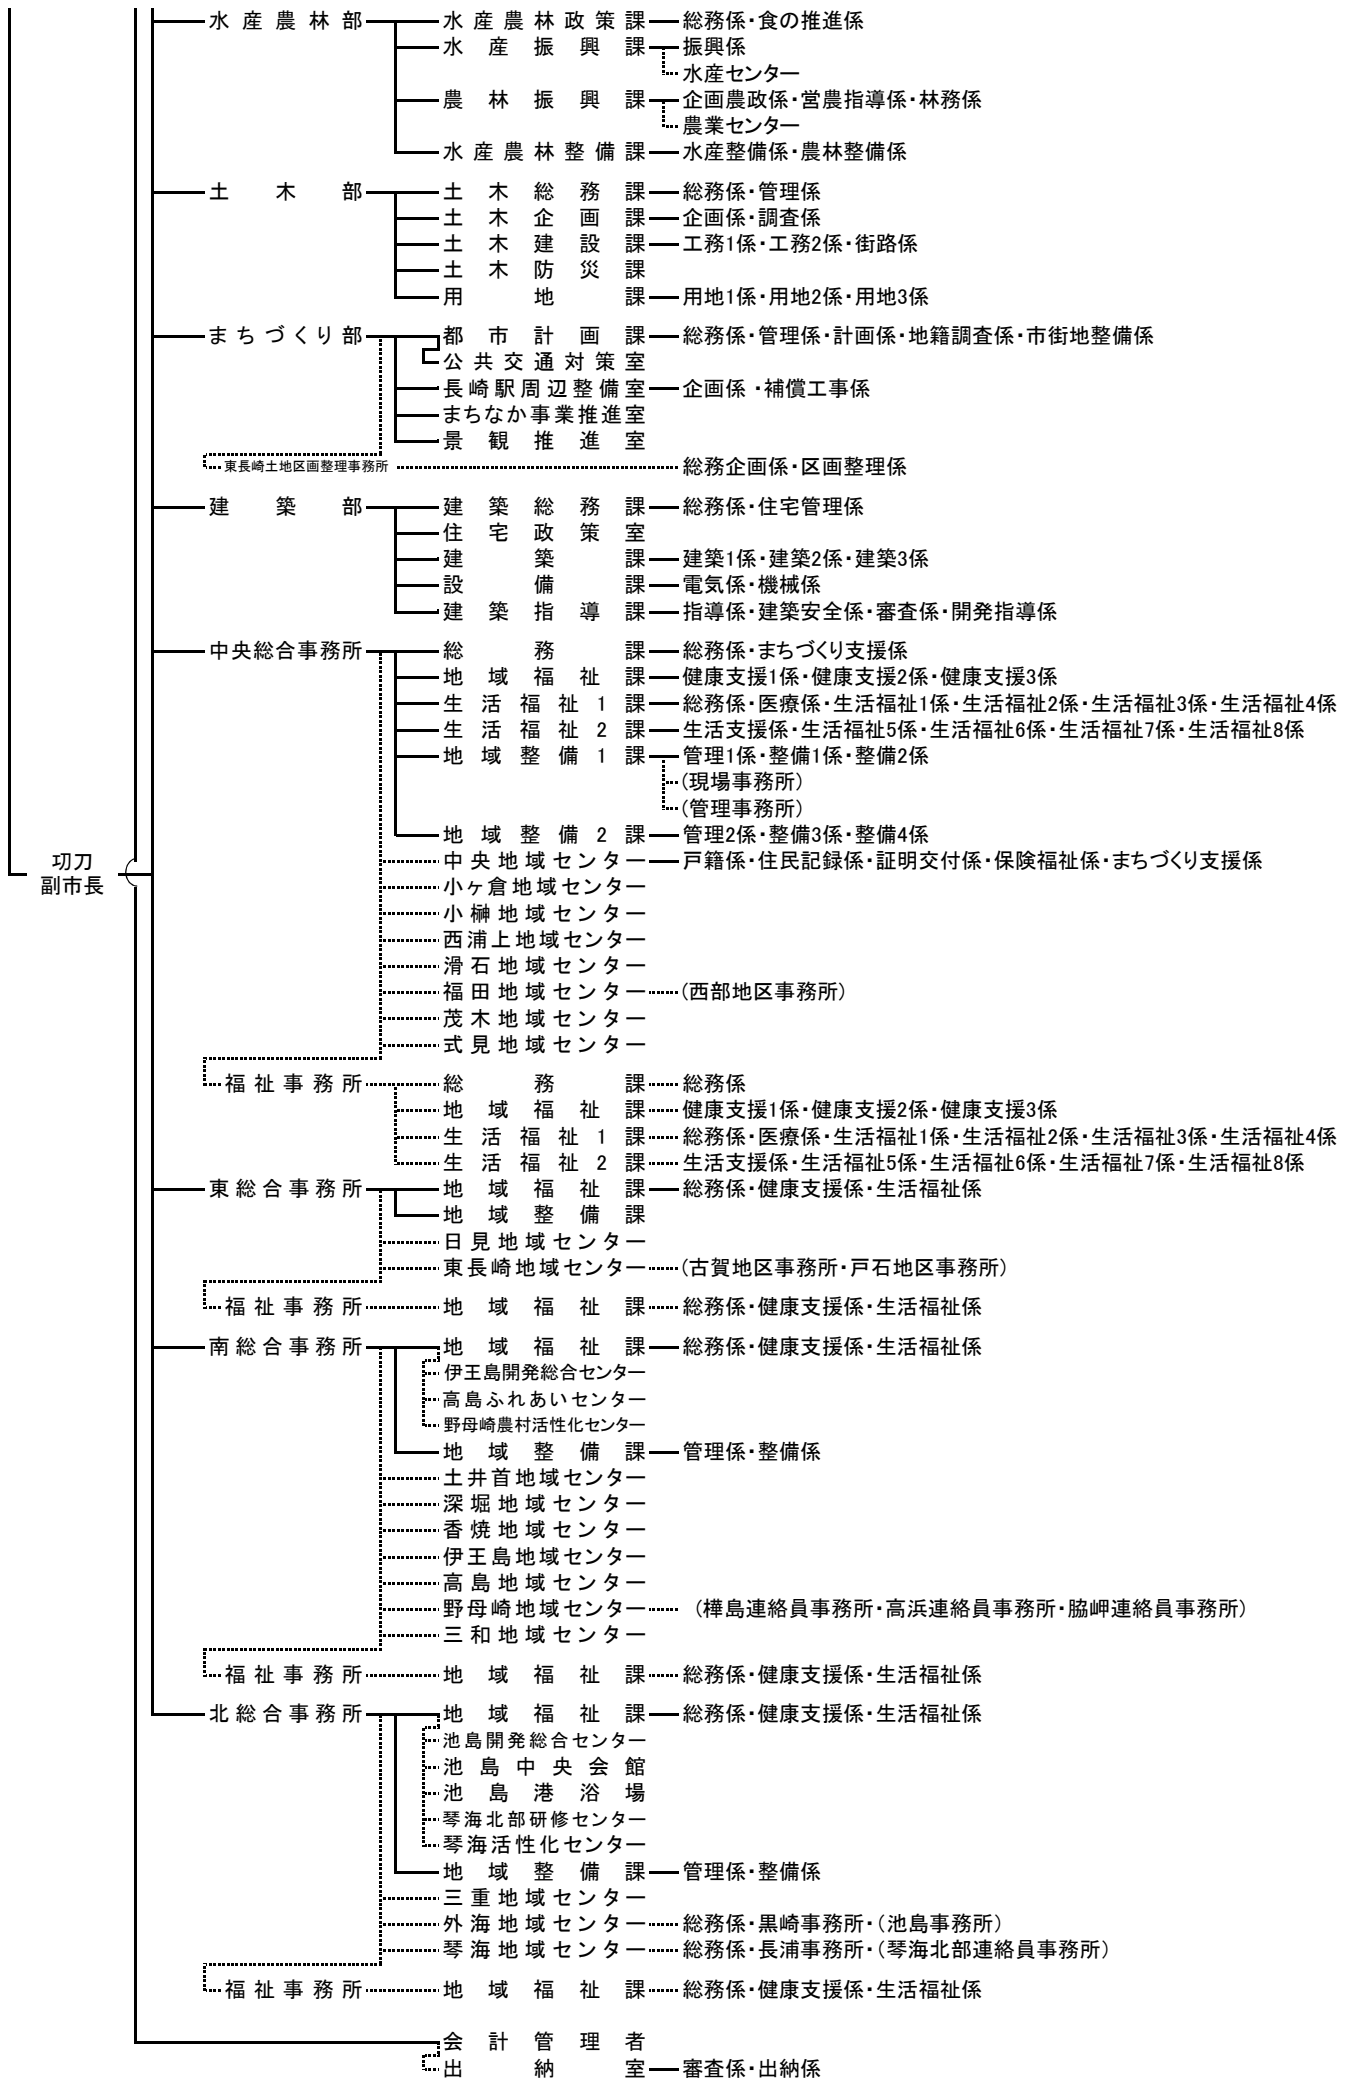 水産農林部 水産農林政策課 総務係・食の推進係
水産振興課 振興係
水産センター
農林振興課 企画農政係・営農指導係・林務係
農業センター
水産農林整備課 水産整備係・農林整備係
土木部 土木総務課 総務係・管理係
土木企画課 企画係・調査係
土木建設課 工務1係・工務2係・街路係
土木防災課
用地課 用地1係・用地2係・用地3係
まちづくり部 都市計画課 総務係・管理係・計画係・地籍調査係・市街地整備係
公共交通対策室
長崎駅周辺整備室 企画係・補償工事係
まちなか事業推進室
景観推進室
東長崎土地区画整理事務所 総務企画係・区画整理係
建築部 建築総務課 総務係・住宅管理係
住宅政策室
建築課 建築1係・建築2係・建築3係
設備課 電気係・機械係
建築指導課 指導係・建築安全係・審査係・開発指導係
中央総合事務所 総務課 総務係・まちづくり支援係
地域福祉課 健康支援1係・健康支援2係・健康支援3係
生活福祉1課 総務係・医療係・生活福祉1係・生活福祉2係・生活福祉3係・生活福祉4係
生活福祉2課 生活支援係・生活福祉5係・生活福祉6係・生活福祉7係・生活福祉8係
地域整備1課 管理1係・整備1係・整備2係
(現場事務所)
(管理事務所)
地域整備2課 管理2係・整備3係・整備4係
切刀
副市長
中央地域センター 戸籍係・住民記録係・証明交付係・保険福祉係・まちづくり支援係
小ヶ倉地域センター
小榊地域センター
西浦上地域センター
滑石地域センター
福田地域センター (西部地区事務所)
茂木地域センター
式見地域センター
福祉事務所 総務課 総務係
地域福祉課 健康支援1係・健康支援2係・健康支援3係
生活福祉1課 総務係・医療係・生活福祉1係・生活福祉2係・生活福祉3係・生活福祉4係
生活福祉2課 生活支援係・生活福祉5係・生活福祉6係・生活福祉7係・生活福祉8係
東総合事務所 地域福祉課 総務係・健康支援係・生活福祉係
地域整備課
日見地域センター
東長崎地域センター (古賀地区事務所・戸石地区事務所)
福祉事務所 地域福祉課 総務係・健康支援係・生活福祉係
南総合事務所 地域福祉課 総務係・健康支援係・生活福祉係
伊王島開発総合センター
高島ふれあいセンター
野母崎農村活性化センター
地域整備課 管理係・整備係
土井首地域センター
深堀地域センター
香焼地域センター
伊王島地域センター
高島地域センター
野母崎地域センター (樺島連絡員事務所・高浜連絡員事務所・脇岬連絡員事務所)
三和地域センター
福祉事務所 地域福祉課 総務係・健康支援係・生活福祉係
北総合事務所 地域福祉課 総務係・健康支援係・生活福祉係
池島開発総合センター
池島中央会館
池島港浴場
琴海北部研修センター
琴海活性化センター
地域整備課 管理係・整備係
三重地域センター
外海地域センター 総務係・黒崎事務所・(池島事務所)
琴海地域センター 総務係・長浦事務所・(琴海北部連絡員事務所)
福祉事務所 地域福祉課 総務係・健康支援係・生活福祉係
会計管理者
出納室 審査係・出納係